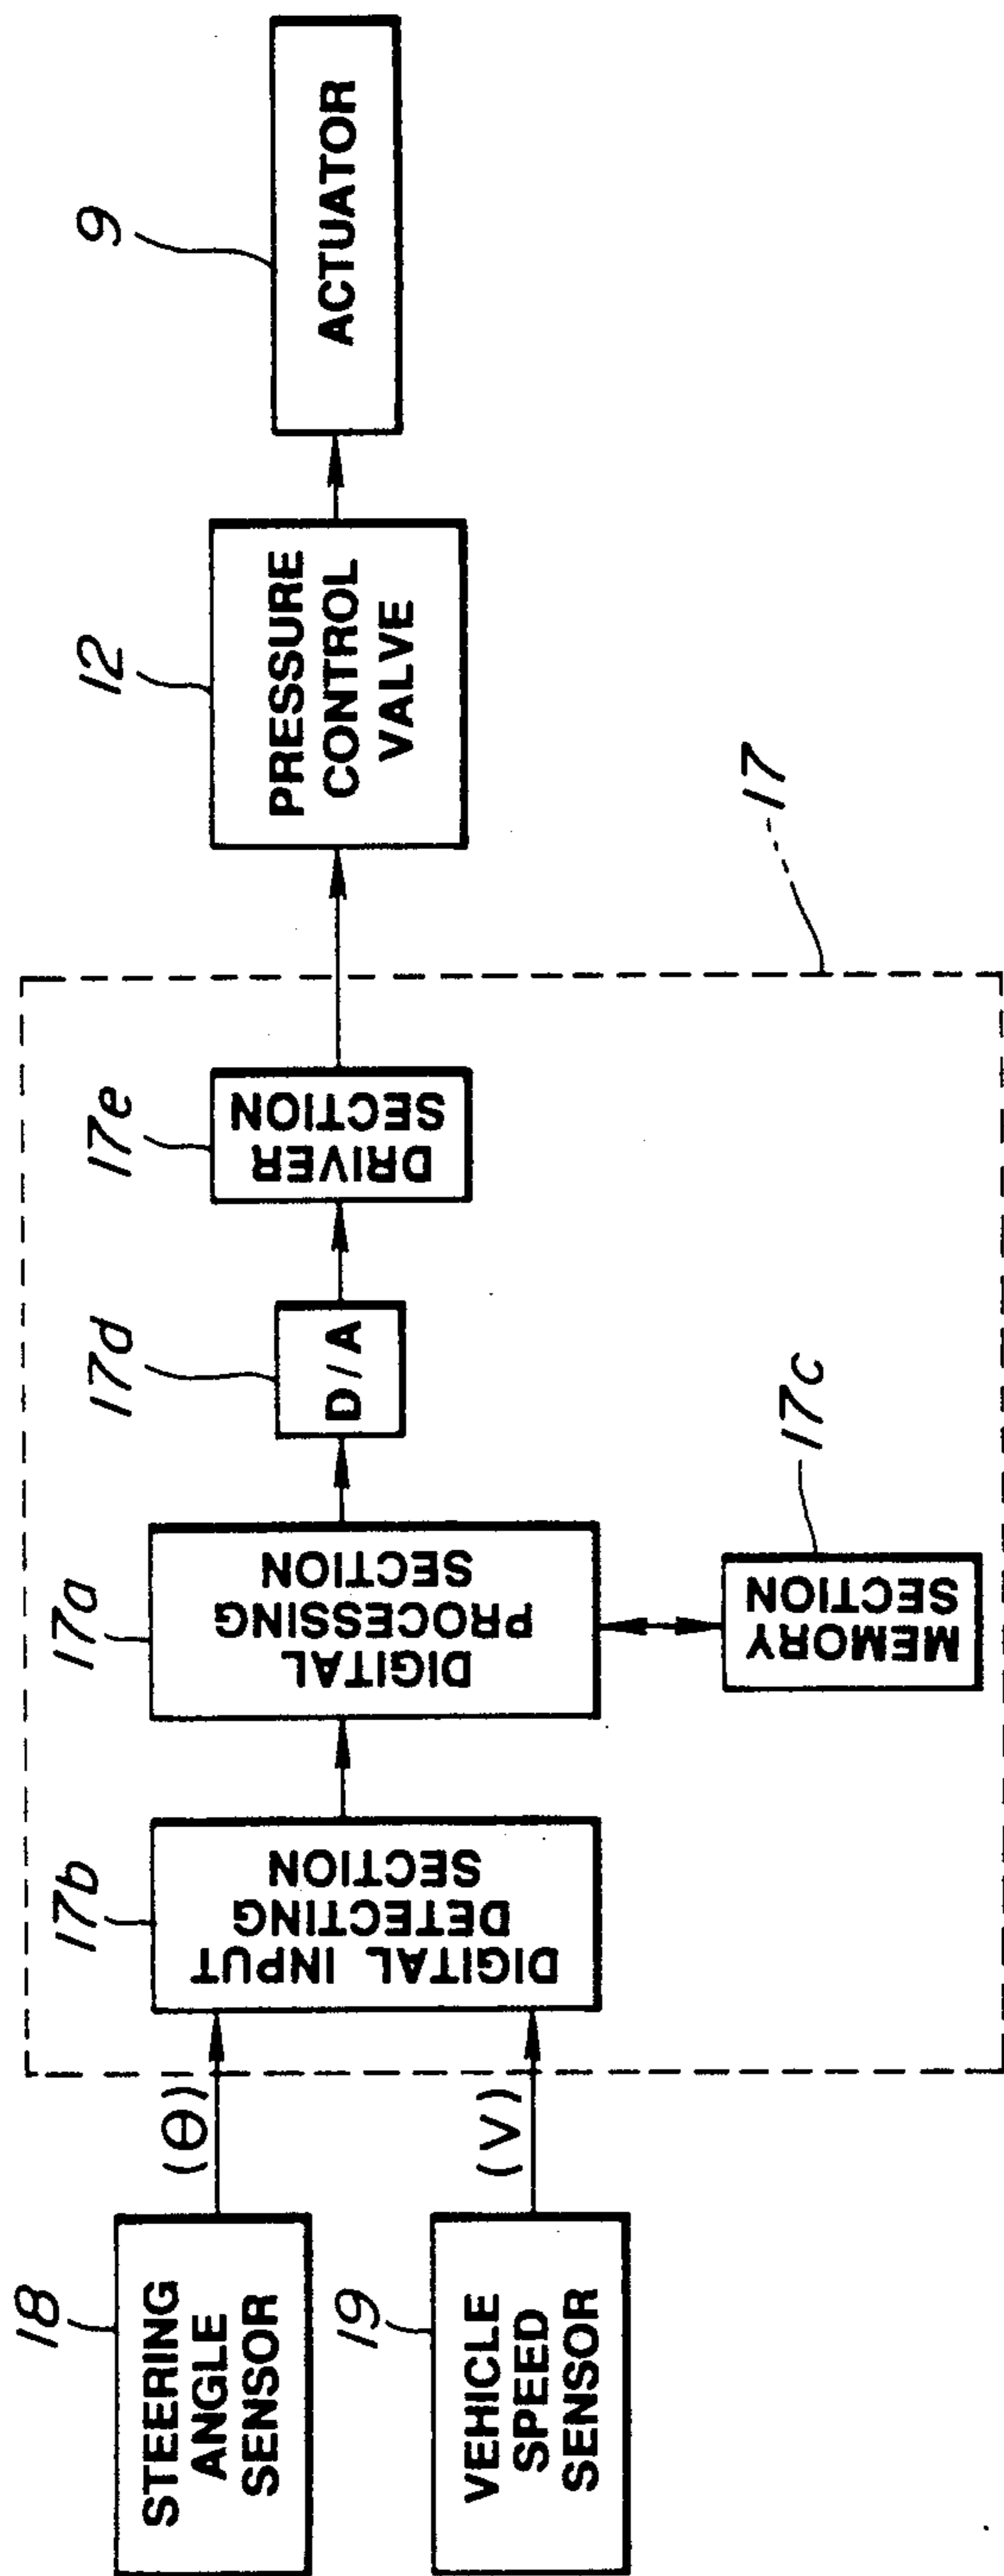 18
STEERING
ANGLE
SENSOR
(θ)
19
VEHICLE
SPEED
SENSOR
(V)
17b
DIGITAL INPUT
DETECTING
SECTION
17a
DIGITAL
PROCESSING
SECTION
17c
MEMORY
SECTION
17d
D/A
17e
DRIVER
SECTION
17
12
PRESSURE
CONTROL
VALVE
9
ACTUATOR